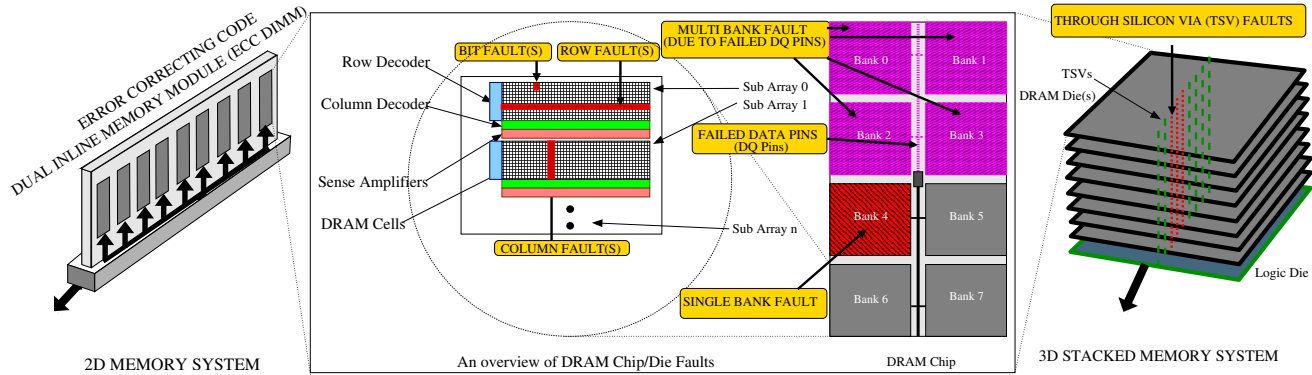 ERROR CORRECTING CODE
DUAL INLINE MEMORY MODULE (ECC DIMM)
2D MEMORY SYSTEM
BIT FAULT(S)
ROW FAULT(S)
Row Decoder
Column Decoder
Sense Amplifiers
DRAM Cells
Sub Array 0
Sub Array 1
Sub Array n
COLUMN FAULT(S)
An overview of DRAM Chip/Die Faults
MULTI BANK FAULT
(DUE TO FAILED DQ PINS)
FAILED DATA PINS
(DQ Pins)
SINGLE BANK FAULT
Bank 0
Bank 1
Bank 2
Bank 3
Bank 4
Bank 5
Bank 6
Bank 7
DRAM Chip
THROUGH SILICON VIA (TSV) FAULTS
TSVs
DRAM Die(s)
Logic Die
3D STACKED MEMORY SYSTEM